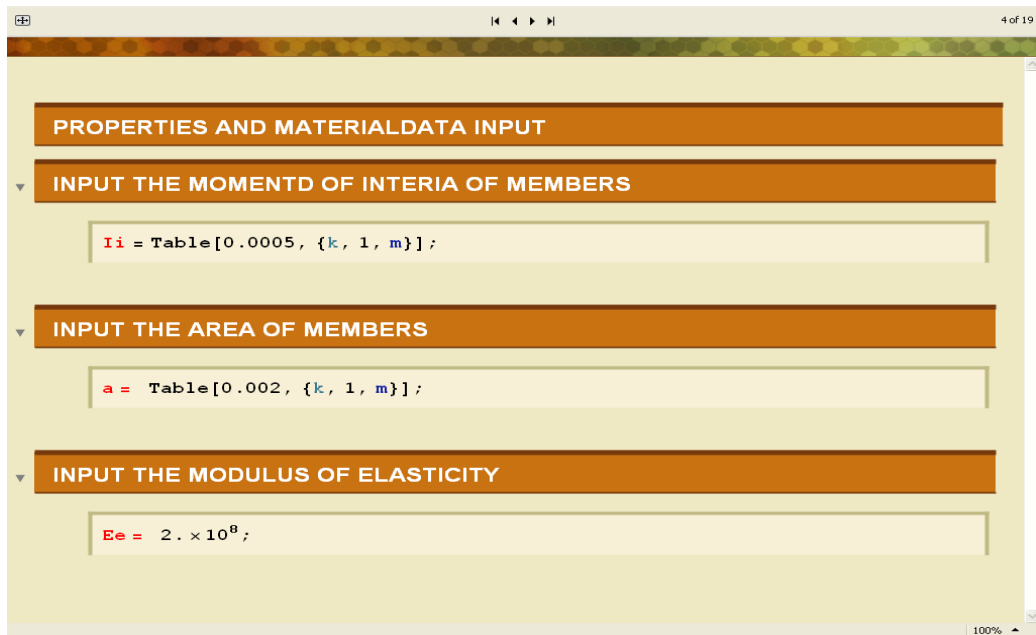 4 of 19
PROPERTIES AND MATERIALDATA INPUT
INPUT THE MOMENTD OF INTERIA OF MEMBERS
Ii = Table[0.0005, {k, 1, m}];
INPUT THE AREA OF MEMBERS
a = Table[0.002, {k, 1, m}];
INPUT THE MODULUS OF ELASTICITY
Ee = 2. × 10⁸;
100%